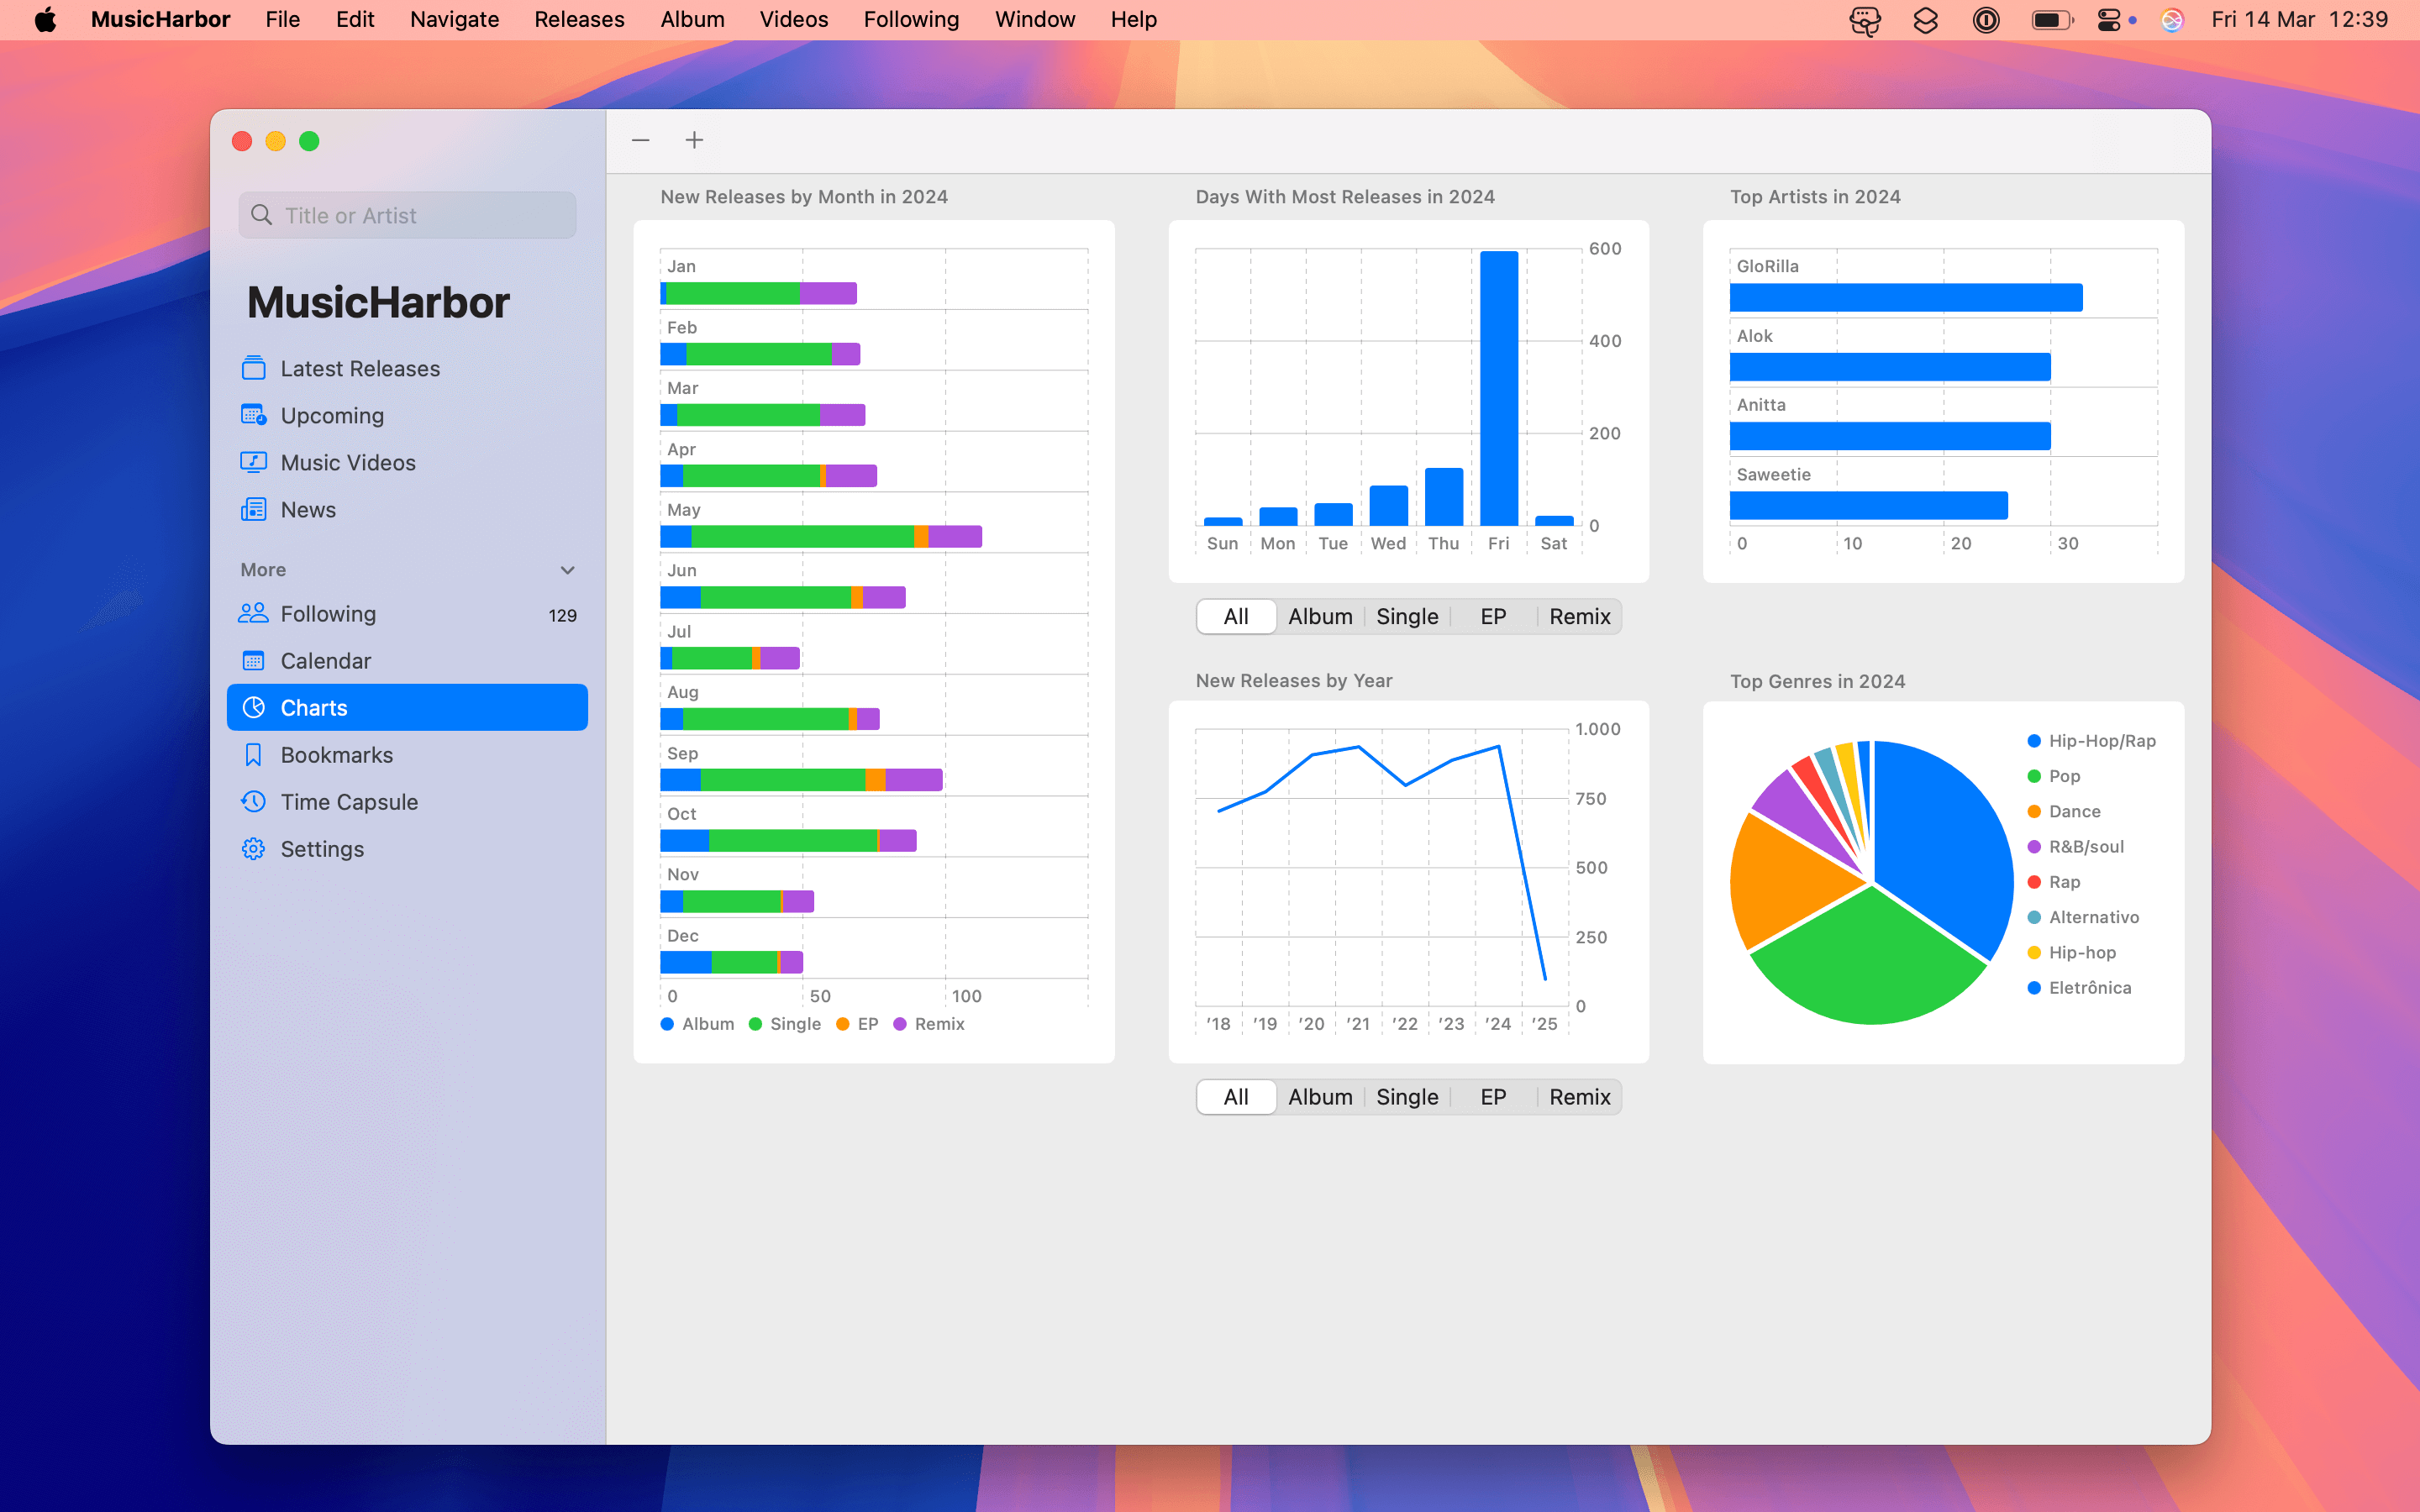 MusicHarbor File Edit Navigate Releases Album Videos Following Window Help Fri 14 Mar 12:39
Title or Artist
MusicHarbor
Latest Releases
Upcoming
Music Videos
News
More
Following 129
Calendar
Charts
Bookmarks
Time Capsule
Settings
New Releases by Month in 2024
Jan
Feb
Mar
Apr
May
Jun
Jul
Aug
Sep
Oct
Nov
Dec
0 50 100
Album Single EP Remix
Days With Most Releases in 2024
600
400
200
0
Sun Mon Tue Wed Thu Fri Sat
All Album Single EP Remix
New Releases by Year
1.000
750
500
250
0
’18 ’19 ’20 ’21 ’22 ’23 ’24 ’25
All Album Single EP Remix
Top Artists in 2024
GloRilla
Alok
Anitta
Saweetie
0 10 20 30
Top Genres in 2024
Hip-Hop/Rap
Pop
Dance
R&B/soul
Rap
Alternativo
Hip-hop
Eletrônica